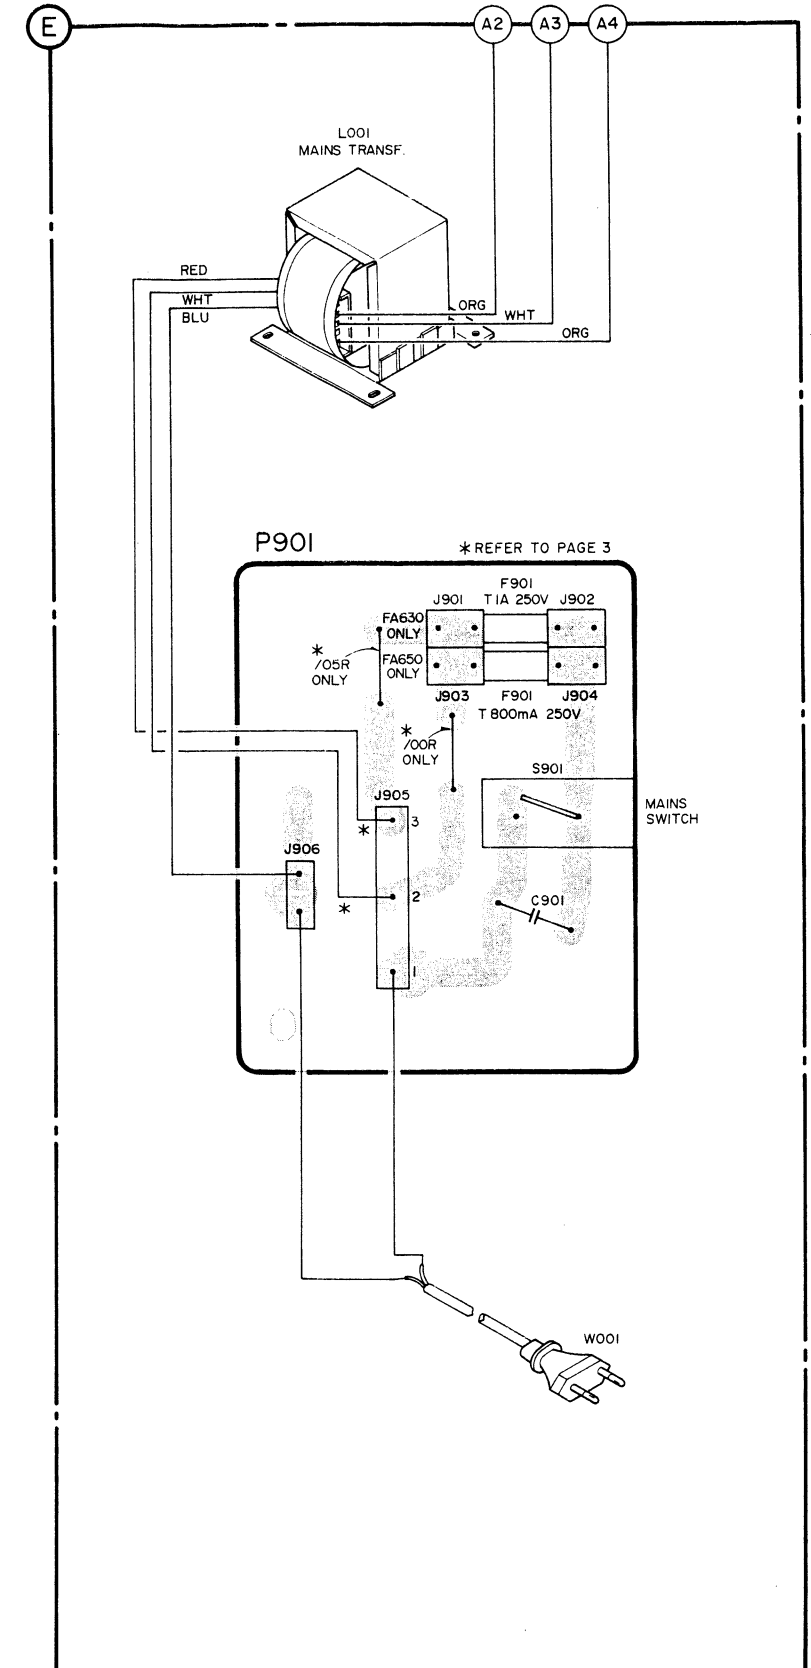 E
A2
A3
A4
L001
MAINS TRANSF.
RED
WHT
BLU
ORG
WHT
ORG
P901
* REFER TO PAGE 3
F901
J901
T1A 250V
J902
FA630
ONLY
*
/05R
ONLY
FA650
ONLY
J903
F901
J904
T 800mA 250V
*
/00R
ONLY
S901
MAINS
SWITCH
J905
3
*
J906
2
*
C901
1
W001